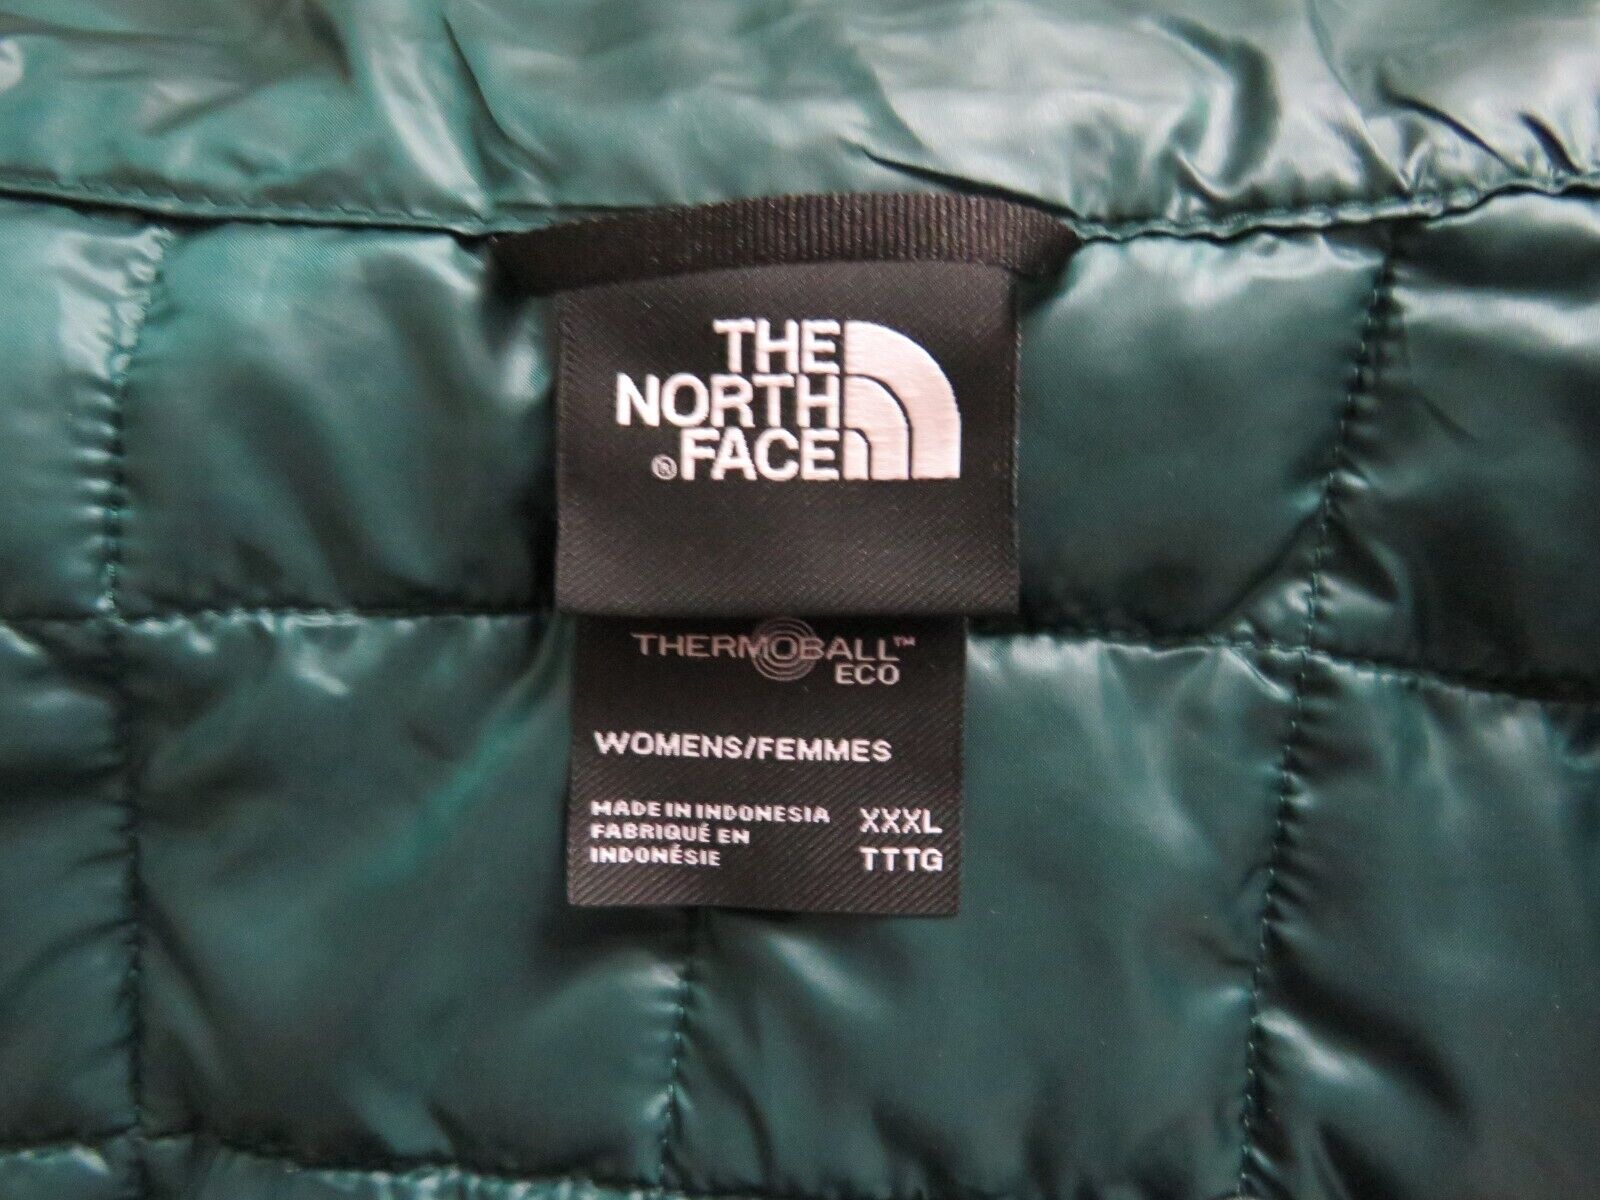 THE
NORTH
®FACE
THERMOBALL™
ECO
WOMENS/FEMMES
MADE IN INDONESIA
FABRIQUÉ EN
INDONÉSIE
XXXL
TTTG